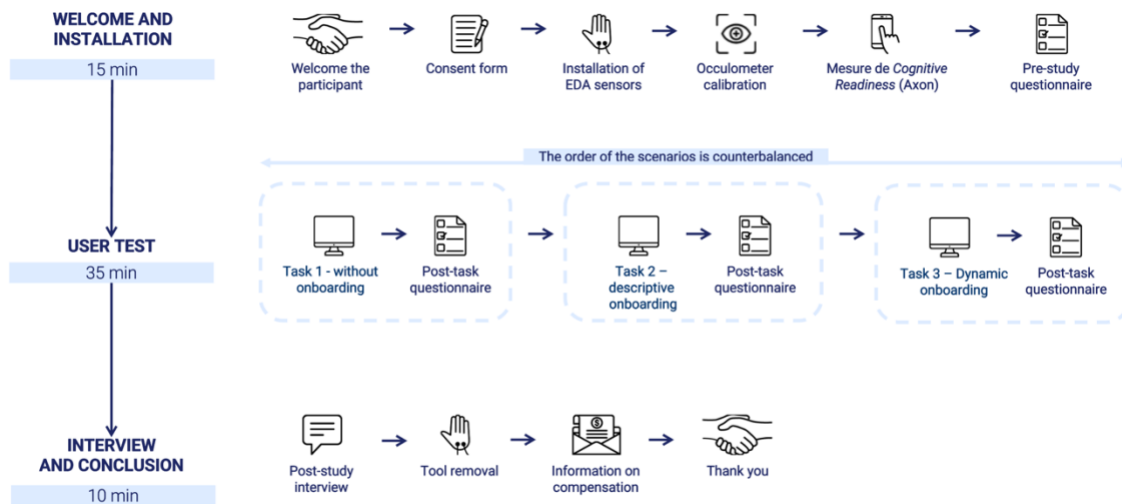 WELCOME AND
INSTALLATION
15 min
Welcome the
participant
Consent form
Installation of
EDA sensors
Occulometer
calibration
Mesure de Cognitive
Readiness (Axon)
Pre-study
questionnaire
The order of the scenarios is counterbalanced
USER TEST
35 min
Task 1 - without
onboarding
Post-task
questionnaire
Task 2 –
descriptive
onboarding
Post-task
questionnaire
Task 3 – Dynamic
onboarding
Post-task
questionnaire
INTERVIEW
AND CONCLUSION
10 min
Post-study
interview
Tool removal
Information on
compensation
Thank you